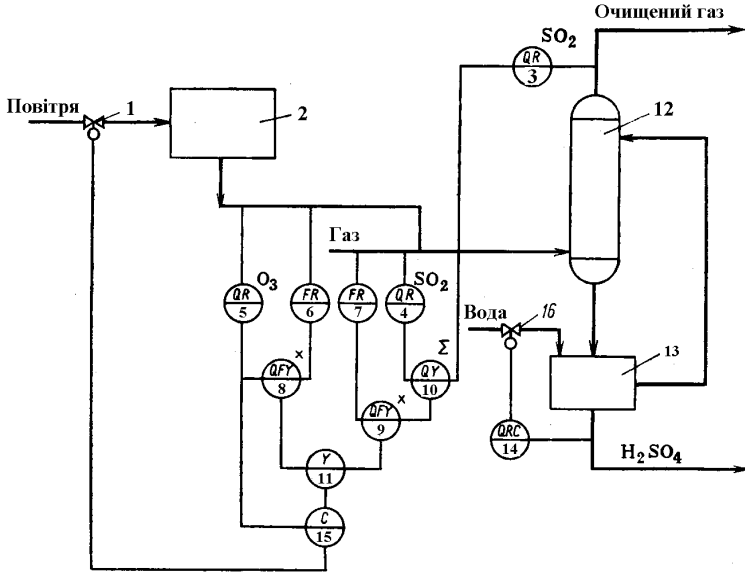 Очищений газ
SO2
QR
3
Повітря
1
2
12
Газ
O3
SO2
QR
5
FR
6
FR
7
QR
4
Вода
16
Σ
×
QFY
8
QY
10
13
×
QFY
9
QRC
14
H2SO4
Y
11
C
15